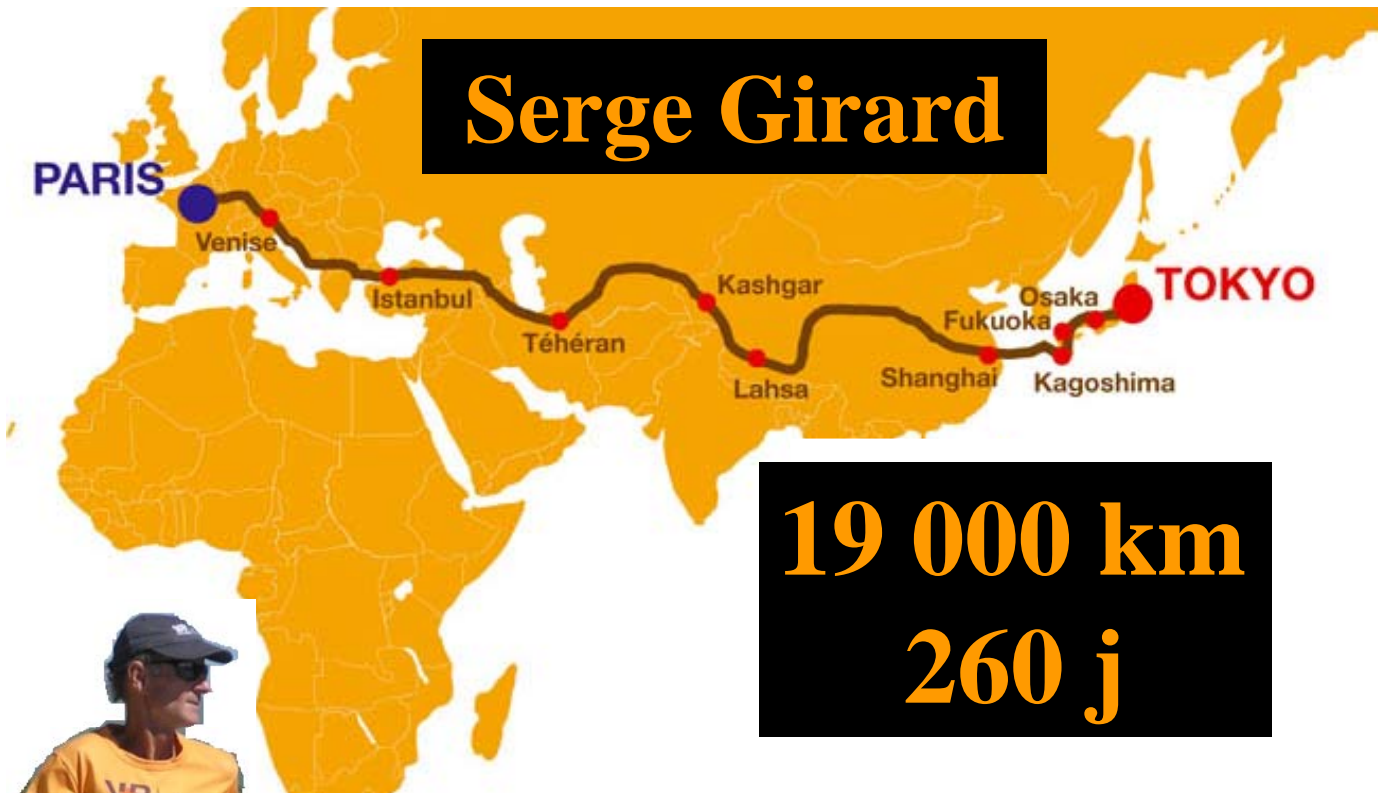 Serge Girard
PARIS
Venise
Istanbul
Téhéran
Kashgar
Lahsa
Shanghai
Fukuoka
Osaka
Kagoshima
TOKYO
19 000 km
260 j